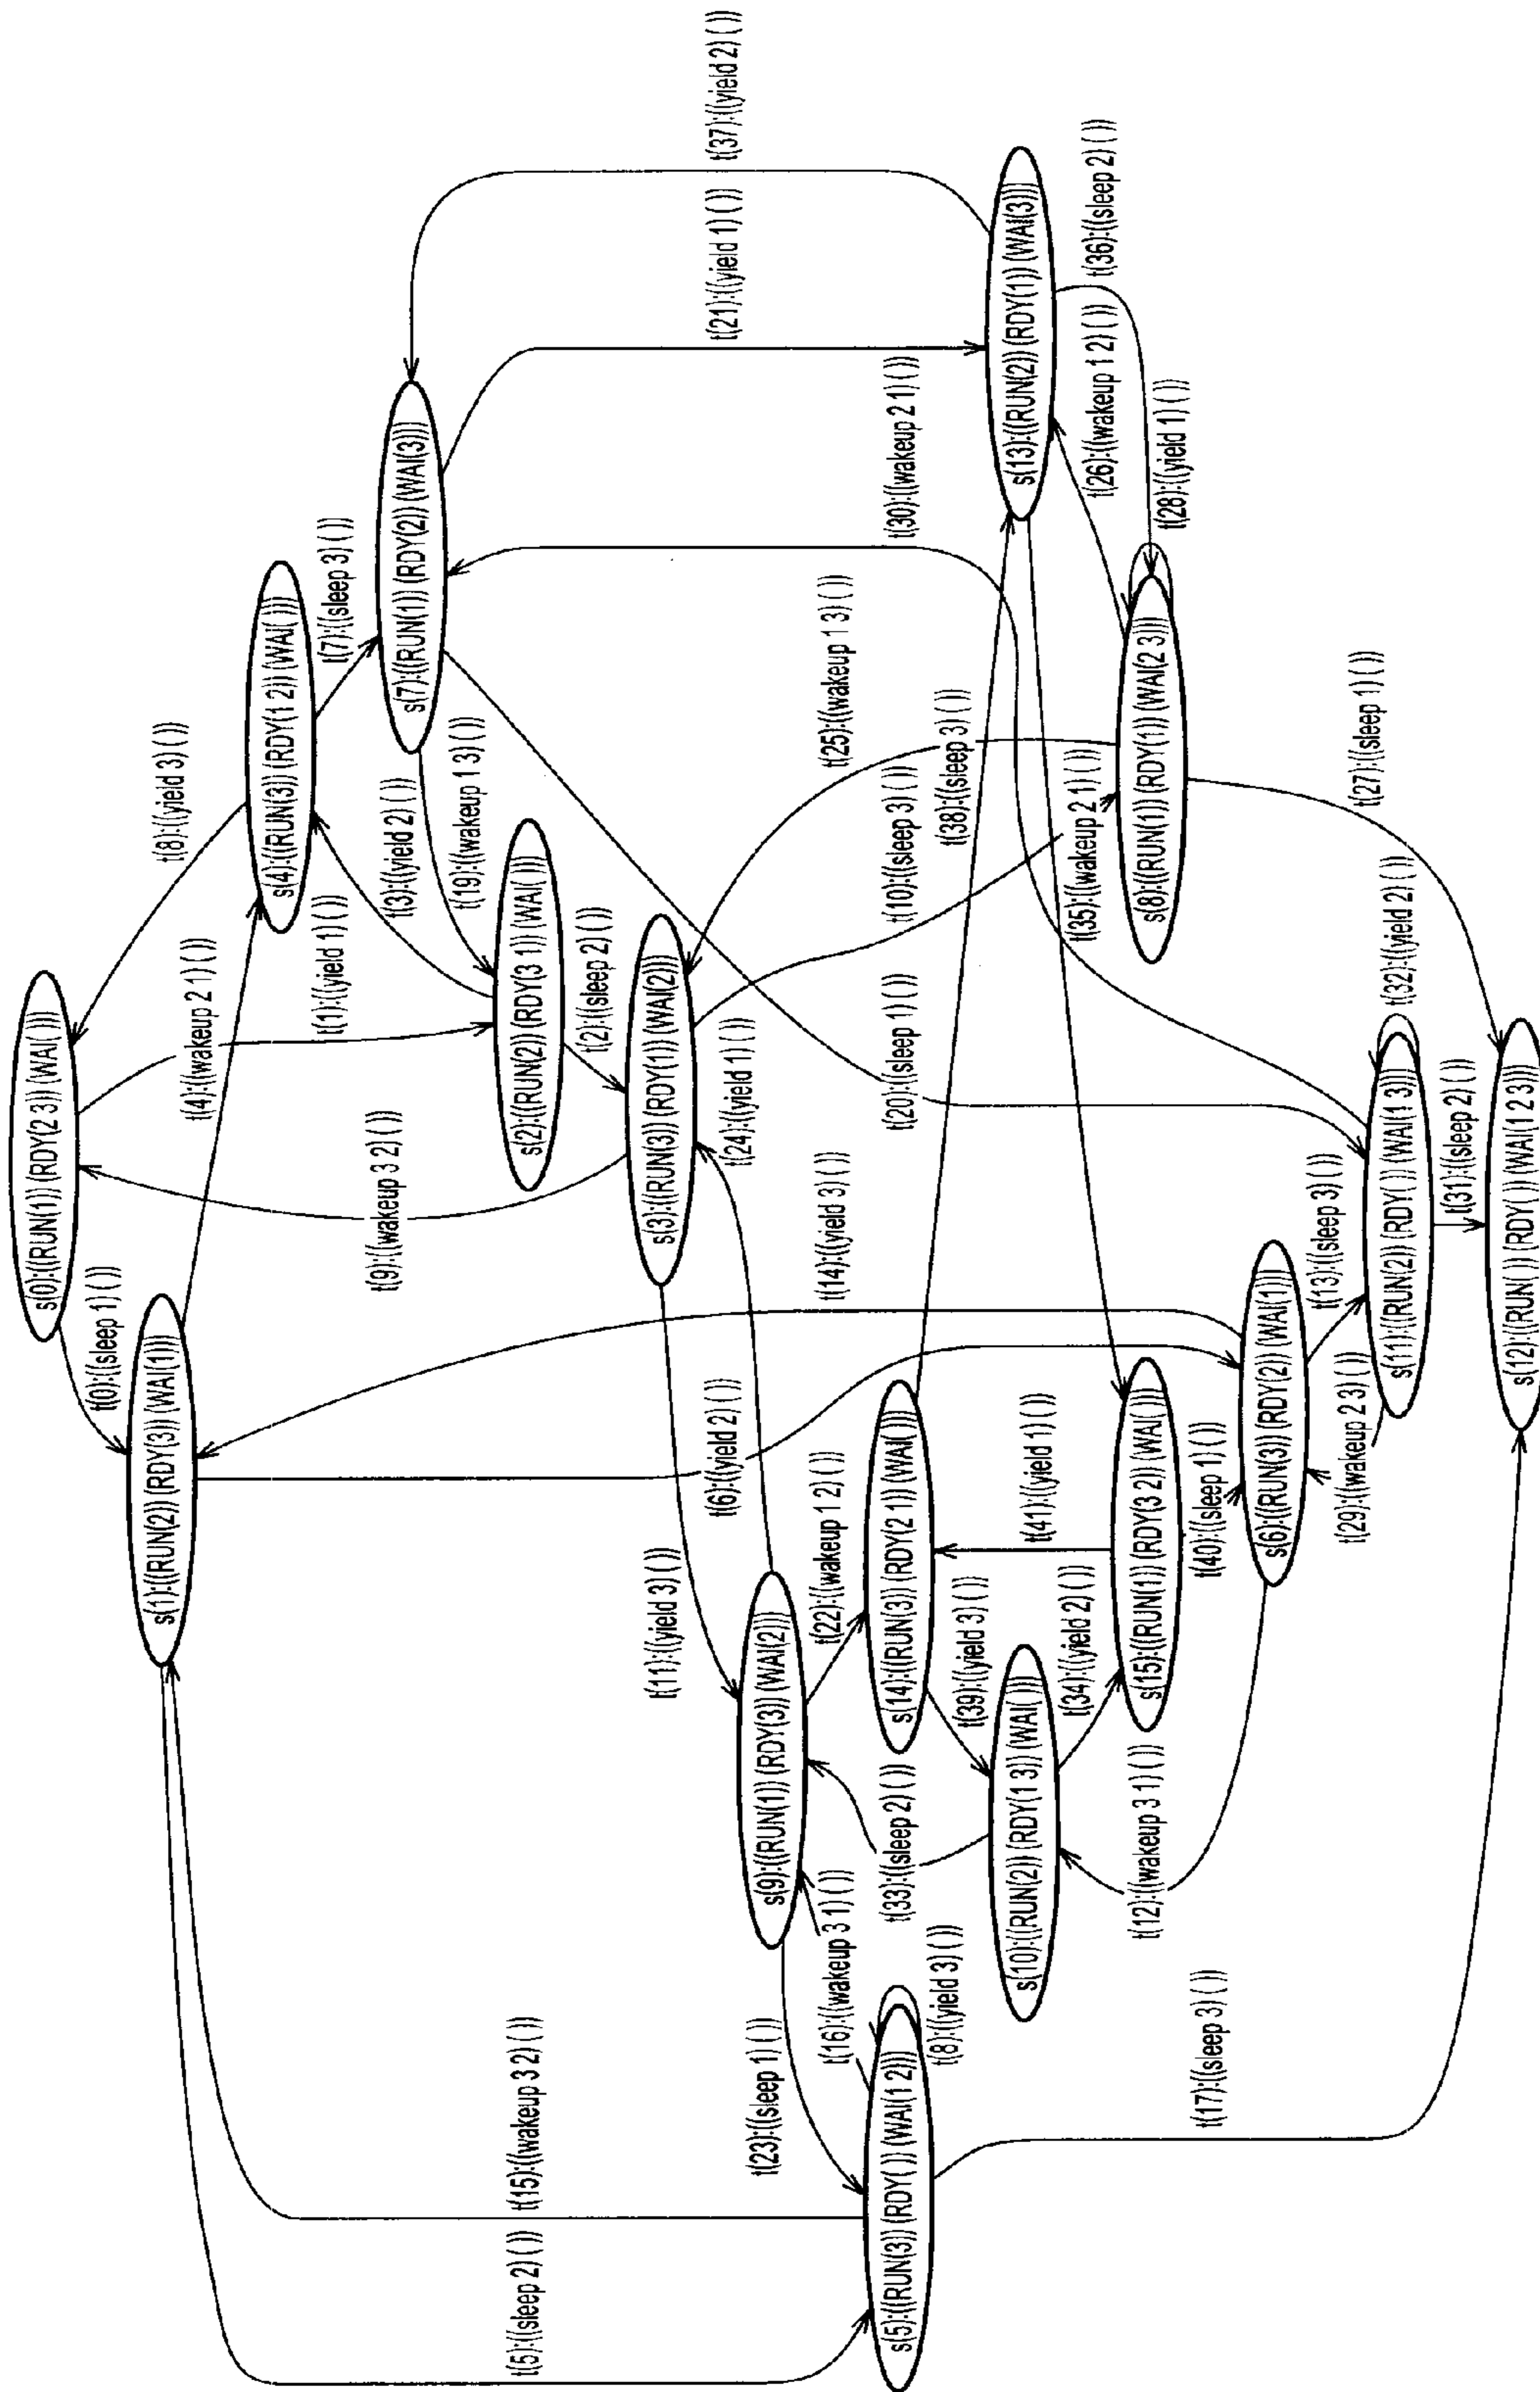 s(0):((RUN(1)) (RDY(2 3)) (WAI( )))
t(0):((sleep 1) ( ))
t(8):((yield 3) ( ))
s(1):((RUN(2)) (RDY(3)) (WAI(1)))
t(4):((wakeup 2 1) ( ))
s(4):((RUN(3)) (RDY(1 2)) (WAI( )))
t(1):((yield 1) ( ))
t(7):((sleep 3) ( ))
t(9):((wakeup 3 2) ( ))
t(3):((yield 2) ( ))
s(7):((RUN(1)) (RDY(2)) (WAI(3)))
t(19):((wakeup 1 3) ( ))
s(2):((RUN(2)) (RDY(3 1)) (WAI( )))
t(5):((sleep 2) ( ))
t(15):((wakeup 3 2) ( ))
t(2):((sleep 2) ( ))
s(3):((RUN(3)) (RDY(1)) (WAI(2)))
t(11):((yield 3) ( ))
t(6):((yield 2) ( ))
t(24):((yield 1) ( ))
t(21):((yield 1) ( ))
t(37):((yield 2) ( ))
t(23):((sleep 1) ( ))
s(9):((RUN(1)) (RDY(3)) (WAI(2)))
t(22):((wakeup 1 2) ( ))
t(14):((yield 3) ( ))
t(25):((wakeup 1 3) ( ))
t(16):((wakeup 3 1) ( ))
s(5):((RUN(3)) (RDY( )) (WAI(1 2)))
t(33):((sleep 2) ( ))
s(14):((RUN(3)) (RDY(2 1)) (WAI( )))
t(20):((sleep 1) ( ))
t(10):((sleep 3) ( ))
t(30):((wakeup 2 1) ( ))
t(8):((yield 3) ( ))
t(39):((yield 3) ( ))
t(38):((sleep 3) ( ))
s(10):((RUN(2)) (RDY(1 3)) (WAI( )))
t(41):((yield 1) ( ))
s(13):((RUN(2)) (RDY(1)) (WAI(3)))
t(34):((yield 2) ( ))
t(35):((wakeup 2 1) ( ))
t(26):((wakeup 1 2) ( ))
t(36):((sleep 2) ( ))
t(12):((wakeup 3 1) ( ))
s(15):((RUN(1)) (RDY(3 2)) (WAI( )))
s(8):((RUN(1)) (RDY(1)) (WAI(2 3)))
t(28):((yield 1) ( ))
t(17):((sleep 3) ( ))
t(40):((sleep 1) ( ))
s(6):((RUN(3)) (RDY(2)) (WAI(1)))
t(13):((sleep 3) ( ))
t(29):((wakeup 2 3) ( ))
t(27):((sleep 1) ( ))
s(11):((RUN(2)) (RDY( )) (WAI(1 3)))
t(32):((yield 2) ( ))
t(31):((sleep 2) ( ))
s(12):((RUN( )) (RDY( )) (WAI(1 2 3)))